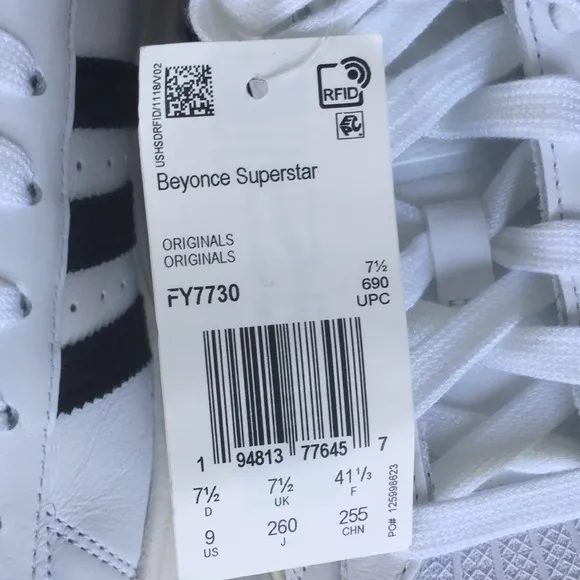 USHSDRFID/1118/V02
RFID
Beyonce Superstar
ORIGINALS
ORIGINALS
FY7730
7½
690
UPC
1 94813 77645 7
7½ 7½ 41⅓
D UK F
9 260 255
US J CHN
PO# 125998623